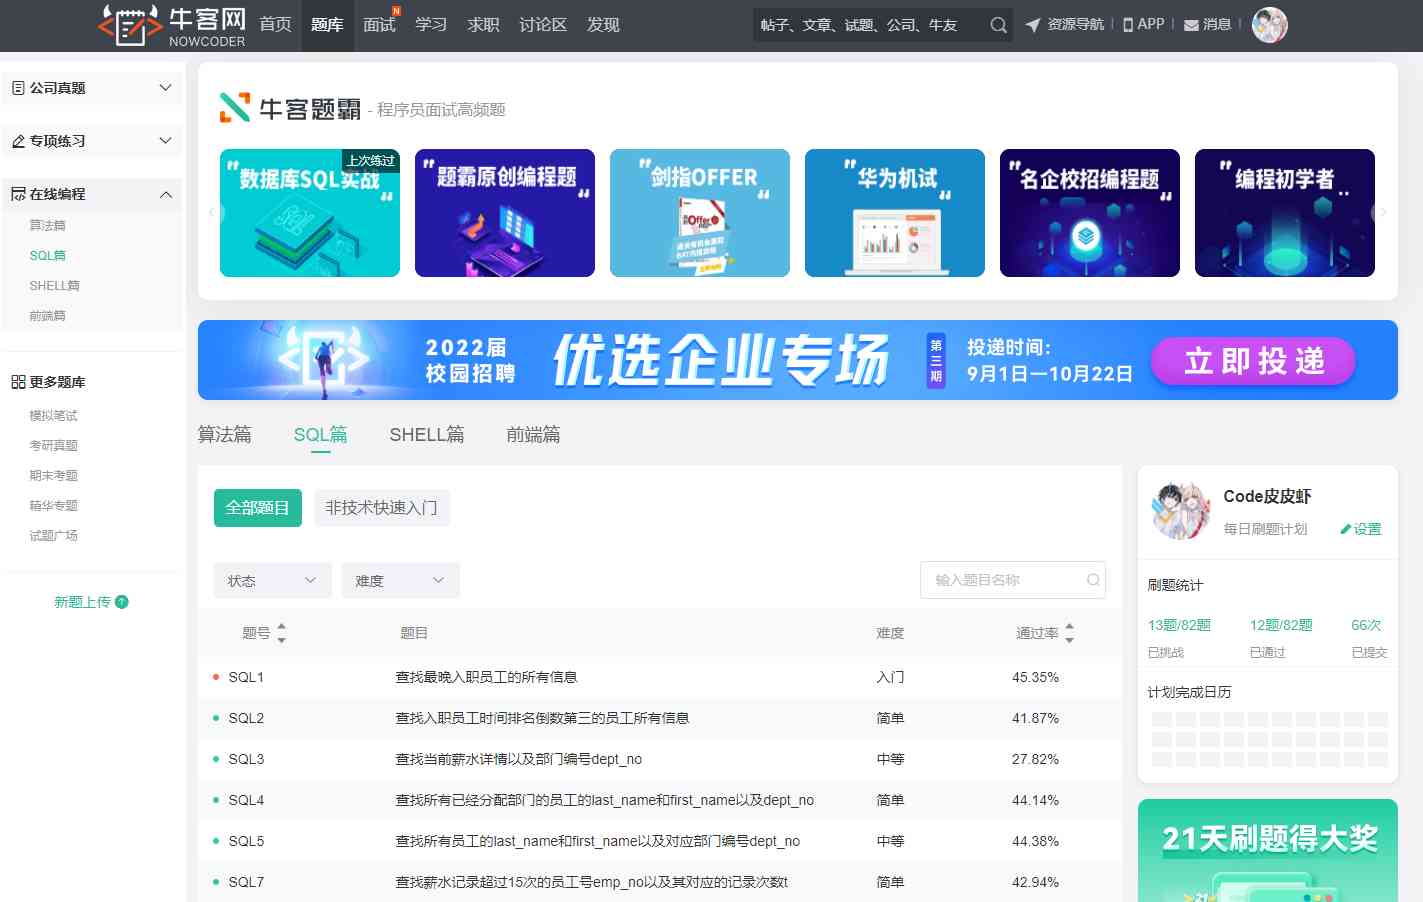 牛客网
NOWCODER
首页 题库 面试 N 学习 求职 讨论区 发现
帖子、文章、试题、公司、牛友
资源导航 APP 消息
公司真题
专项练习
在线编程
算法篇
SQL篇
SHELL篇
前端篇
更多题库
模拟笔试
考研真题
期末考题
精华专题
试题广场
新题上传
牛客题霸 - 程序员面试高频题
上次练过
数据库SQL实战
SQL
题霸原创编程题
剑指OFFER
华为机试
名企校招编程题
编程初学者
2022届
校园招聘
优选企业专场
第三期
投递时间:
9月1日—10月22日
立即投递
算法篇 SQL篇 SHELL篇 前端篇
全部题目 非技术快速入门
状态 难度 输入题目名称
题号 题目 难度 通过率
SQL1 查找最晚入职员工的所有信息 入门 45.35%
SQL2 查找入职员工时间排名倒数第三的员工所有信息 简单 41.87%
SQL3 查找当前薪水详情以及部门编号dept_no 中等 27.82%
SQL4 查找所有已经分配部门的员工的last_name和first_name以及dept_no 简单 44.14%
SQL5 查找所有员工的last_name和first_name以及对应部门编号dept_no 中等 44.38%
SQL7 查找薪水记录超过15次的员工号emp_no以及其对应的记录次数t 简单 42.94%
Code皮皮虾
每日刷题计划 设置
刷题统计
13题/82题 12题/82题 66次
已挑战 已通过 已提交
计划完成日历
21天刷题得大奖
21